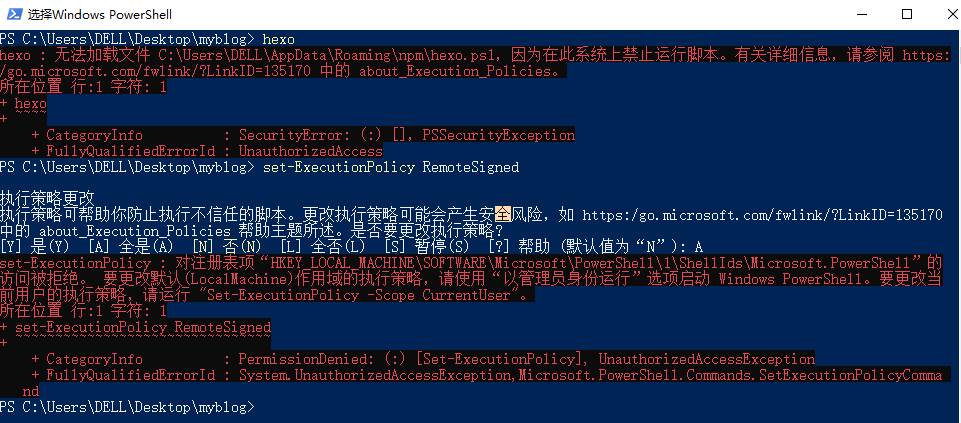 选择Windows PowerShell
PS C:\Users\DELL\Desktop\myblog> hexo
hexo : 无法加载文件 C:\Users\DELL\AppData\Roaming\npm\hexo.ps1，因为在此系统上禁止运行脚本。有关详细信息，请参阅 https:
/go.microsoft.com/fwlink/?LinkID=135170 中的 about_Execution_Policies。
所在位置 行:1 字符: 1
+ hexo
+ ~~~~
    + CategoryInfo          : SecurityError: (:) [], PSSecurityException
    + FullyQualifiedErrorId : UnauthorizedAccess
PS C:\Users\DELL\Desktop\myblog> set-ExecutionPolicy RemoteSigned
执行策略更改
执行策略可帮助你防止执行不信任的脚本。更改执行策略可能会产生安全风险，如 https:/go.microsoft.com/fwlink/?LinkID=135170
中的 about_Execution_Policies 帮助主题所述。是否要更改执行策略?
[Y] 是(Y)  [A] 全是(A)  [N] 否(N)  [L] 全否(L)  [S] 暂停(S)  [?] 帮助 (默认值为“N”): A
set-ExecutionPolicy : 对注册表项“HKEY_LOCAL_MACHINE\SOFTWARE\Microsoft\PowerShell\1\ShellIds\Microsoft.PowerShell”的
访问被拒绝。 要更改默认(LocalMachine)作用域的执行策略，请使用“以管理员身份运行”选项启动 Windows PowerShell。要更改当
前用户的执行策略，请运行 "Set-ExecutionPolicy -Scope CurrentUser"。
所在位置 行:1 字符: 1
+ set-ExecutionPolicy RemoteSigned
+ ~~~~~~~~~~~~~~~~~~~~~~~~~~~~~~~~
    + CategoryInfo          : PermissionDenied: (:) [Set-ExecutionPolicy], UnauthorizedAccessException
    + FullyQualifiedErrorId : System.UnauthorizedAccessException,Microsoft.PowerShell.Commands.SetExecutionPolicyComma
   nd
PS C:\Users\DELL\Desktop\myblog>